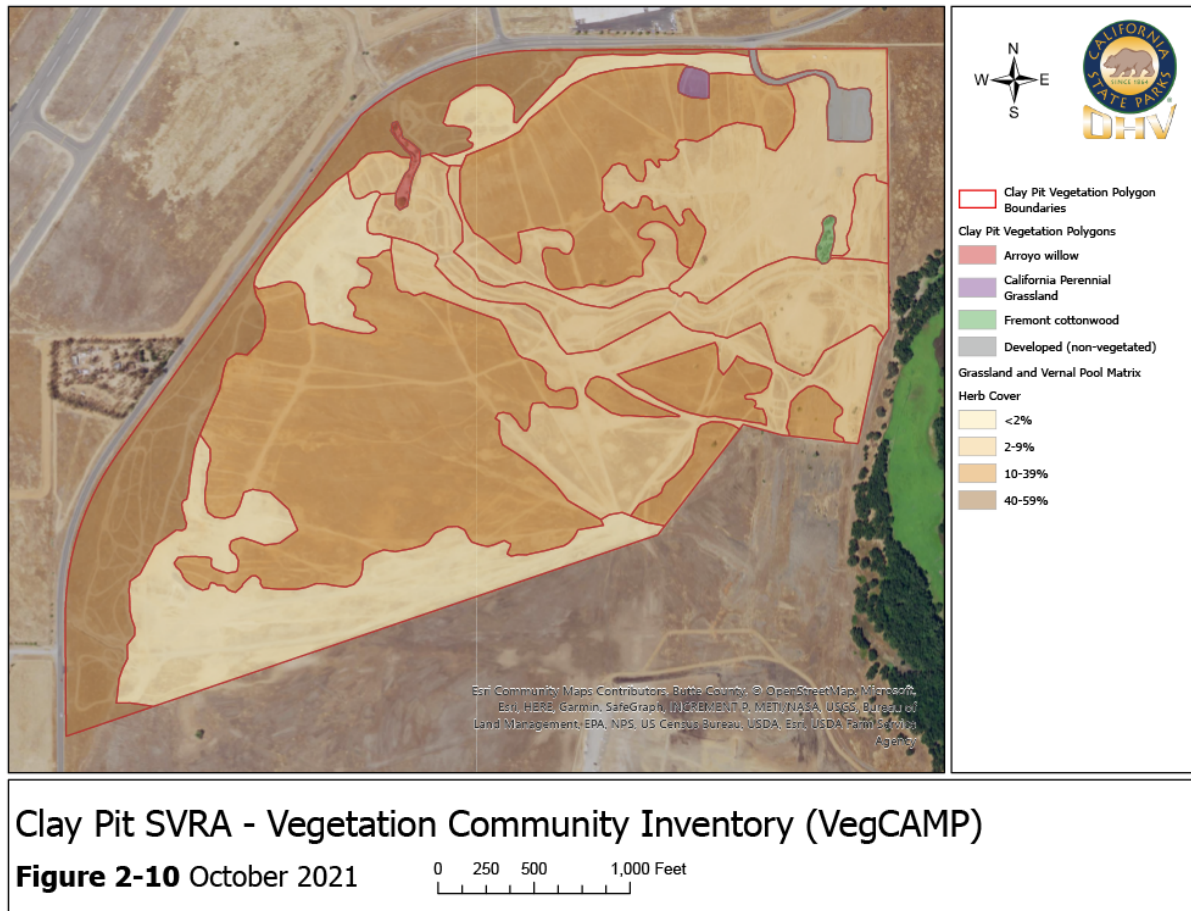 Esri Community Maps Contributors, Butte County, © OpenStreetMap, Microsoft,
Esri, HERE, Garmin, SafeGraph, INCREMENT P, METI/NASA, USGS, Bureau of
Land Management, EPA, NPS, US Census Bureau, USDA, Esri, USDA Farm Service
Agency
N
W E
S
CALIFORNIA
SINCE 1864
STATE PARKS
OHV
Clay Pit Vegetation Polygon
Boundaries
Clay Pit Vegetation Polygons
Arroyo willow
California Perennial
Grassland
Fremont cottonwood
Developed (non-vegetated)
Grassland and Vernal Pool Matrix
Herb Cover
<2%
2-9%
10-39%
40-59%
Clay Pit SVRA - Vegetation Community Inventory (VegCAMP)
Figure 2-10 October 2021
0 250 500 1,000 Feet